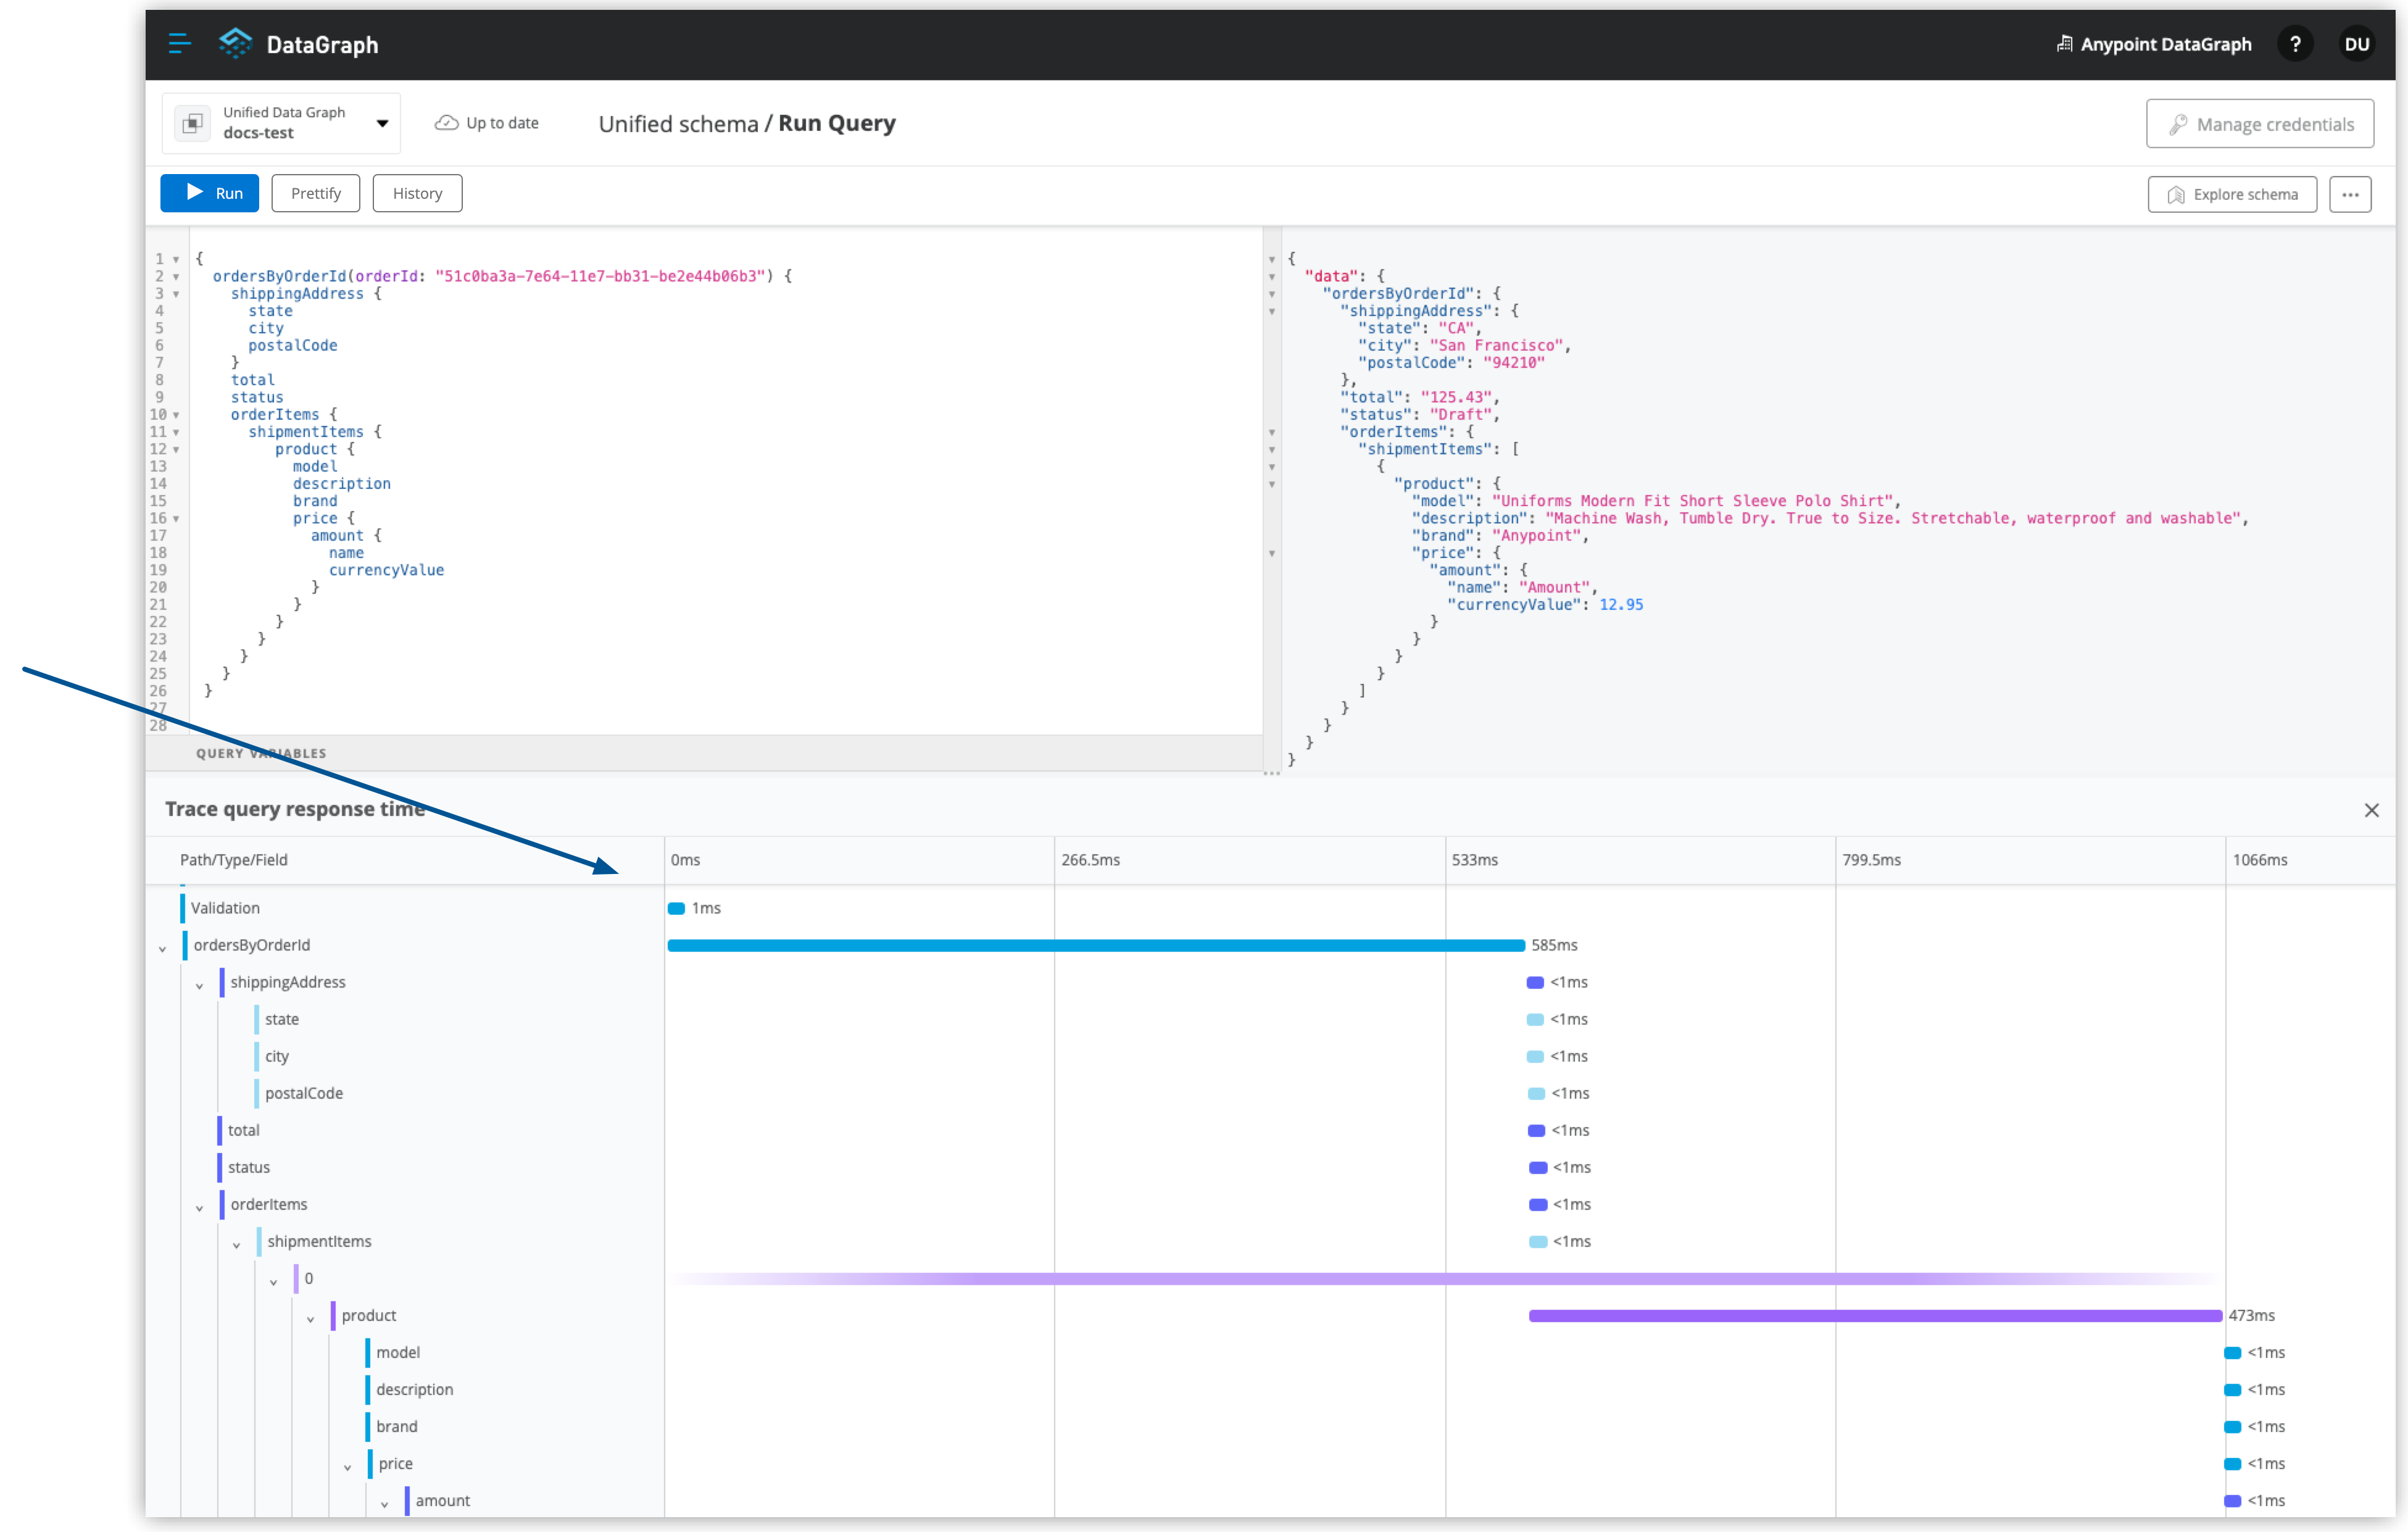 DataGraph
Anypoint DataGraph
?
DU
Unified Data Graph
docs-test
Up to date
Unified schema / Run Query
Manage credentials
Run
Prettify
History
Explore schema
...
1 {
2 ordersByOrderId(orderId: "51c0ba3a-7e64-11e7-bb31-be2e44b06b3") {
3 shippingAddress {
4 state
5 city
6 postalCode
7 }
8 total
9 status
10 orderItems {
11 shipmentItems {
12 product {
13 model
14 description
15 brand
16 price {
17 amount {
18 name
19 currencyValue
20 }
21 }
22 }
23 }
24 }
25 }
26 }
27
28
QUERY VARIABLES
{
"data": {
"ordersByOrderId": {
"shippingAddress": {
"state": "CA",
"city": "San Francisco",
"postalCode": "94210"
},
"total": "125.43",
"status": "Draft",
"orderItems": {
"shipmentItems": [
{
"product": {
"model": "Uniforms Modern Fit Short Sleeve Polo Shirt",
"description": "Machine Wash, Tumble Dry. True to Size. Stretchable, waterproof and washable",
"brand": "Anypoint",
"price": {
"amount": {
"name": "Amount",
"currencyValue": 12.95
}
}
}
}
]
}
}
}
}
Trace query response time
Path/Type/Field 0ms 266.5ms 533ms 799.5ms 1066ms
Validation 1ms
ordersByOrderId 585ms
shippingAddress <1ms
state <1ms
city <1ms
postalCode <1ms
total <1ms
status <1ms
orderItems <1ms
shipmentItems <1ms
0
product 473ms
model <1ms
description <1ms
brand <1ms
price <1ms
amount <1ms